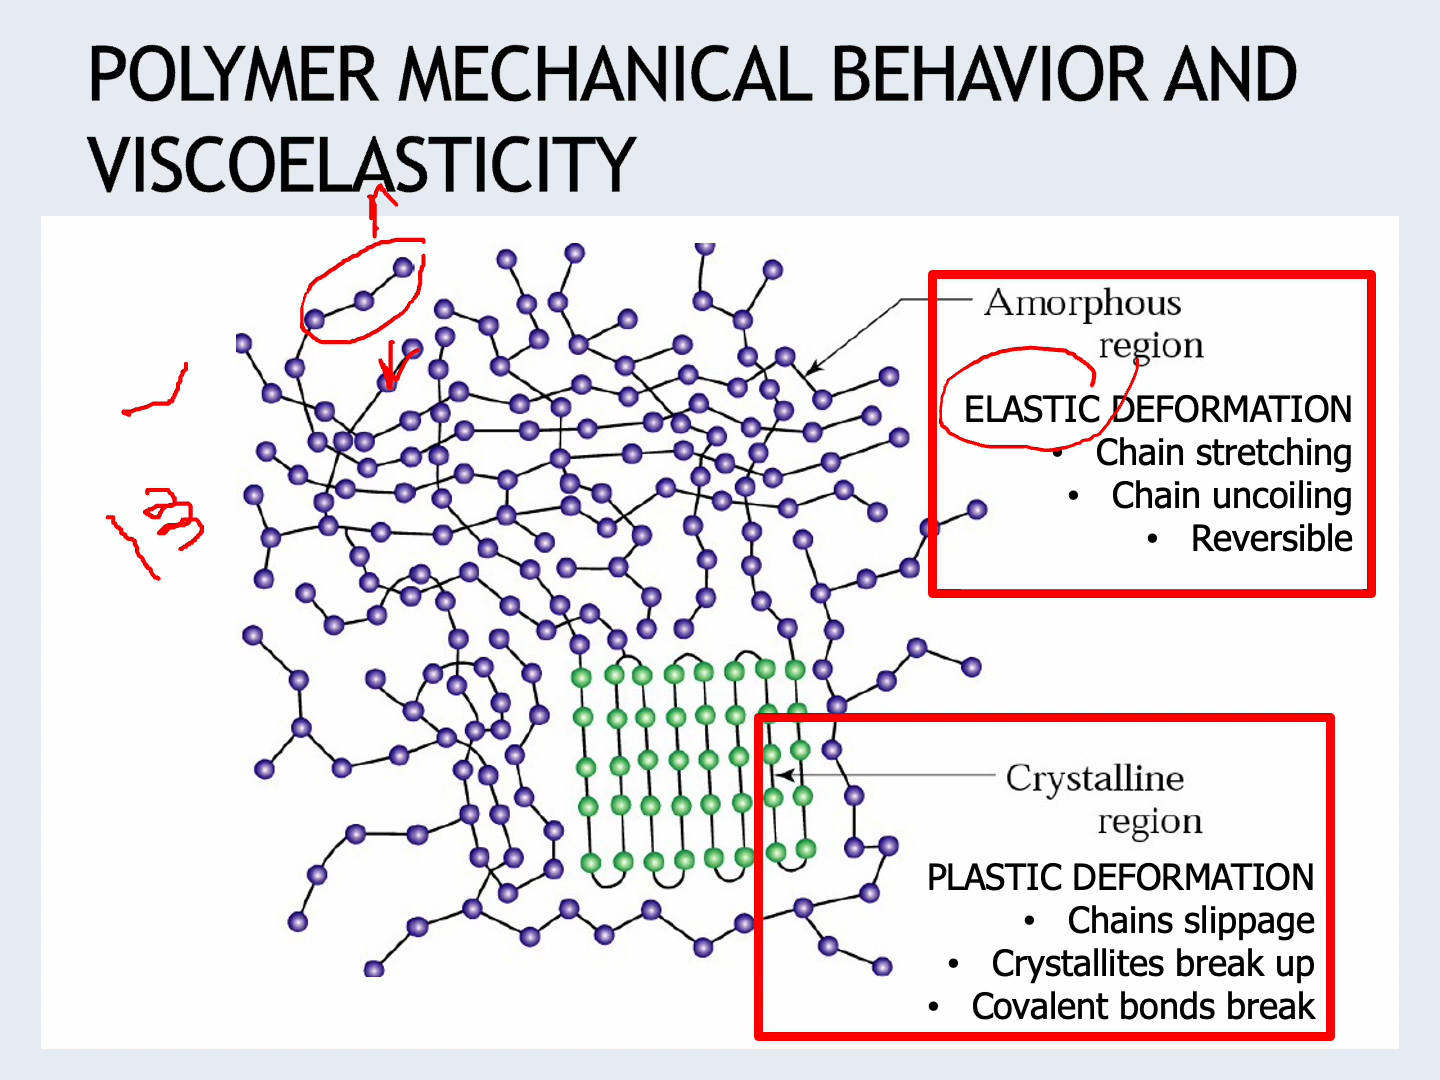 POLYMER MECHANICAL BEHAVIOR AND
VISCOELASTICITY
Amorphous
region
ELASTIC DEFORMATION
• Chain stretching
• Chain uncoiling
• Reversible
Crystalline
region
PLASTIC DEFORMATION
• Chains slippage
• Crystallites break up
• Covalent bonds break